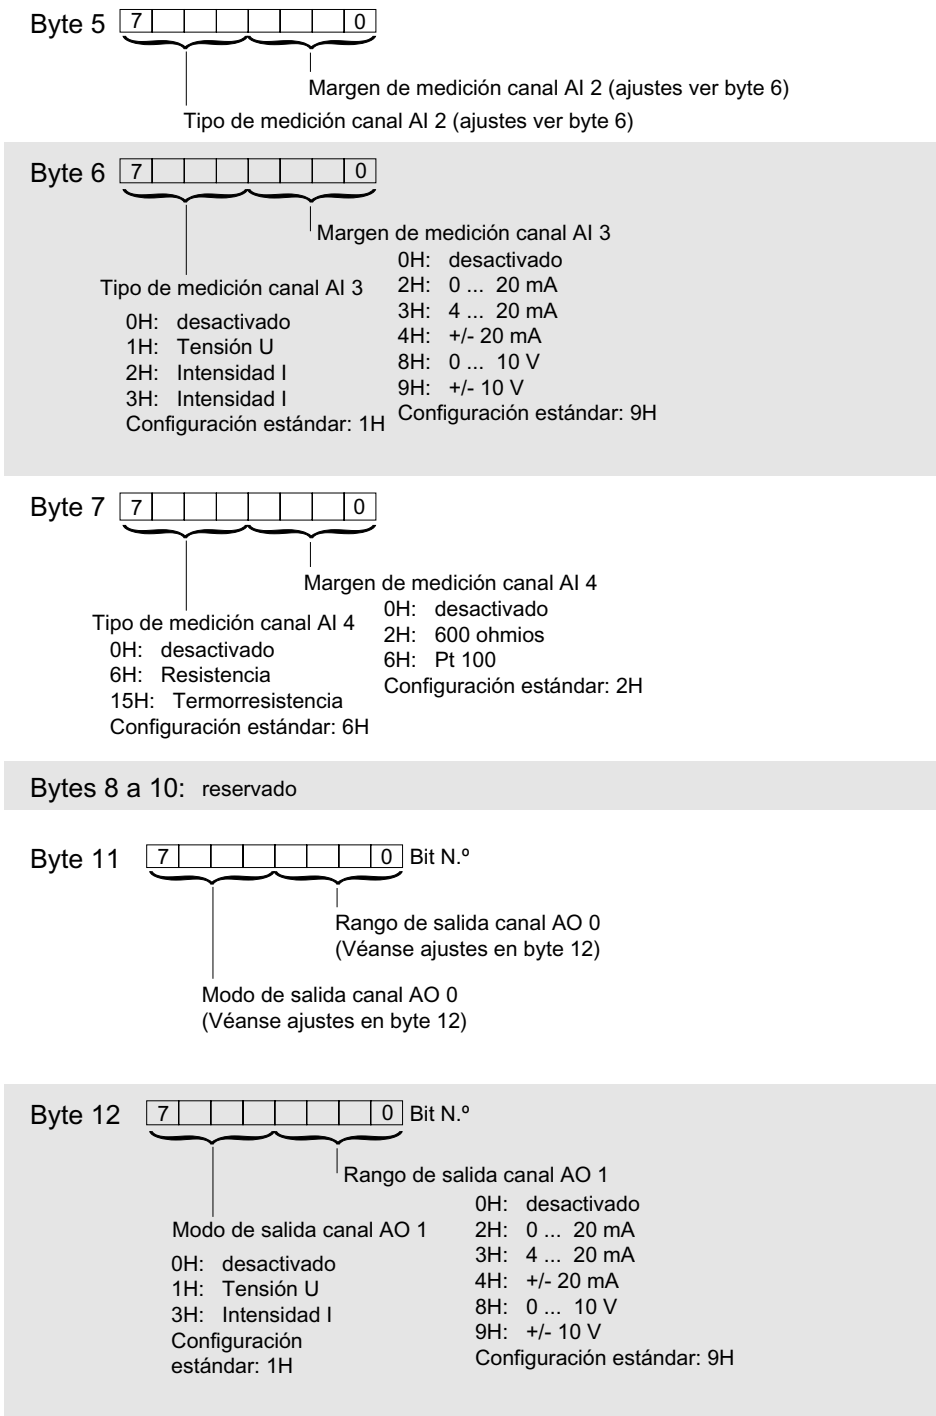 Byte 5 7 0
Margen de medición canal AI 2 (ajustes ver byte 6)
Tipo de medición canal AI 2 (ajustes ver byte 6)
Byte 6 7 0
Margen de medición canal AI 3
0H: desactivado
2H: 0 ... 20 mA
3H: 4 ... 20 mA
4H: +/- 20 mA
8H: 0 ... 10 V
9H: +/- 10 V
Configuración estándar: 9H
Tipo de medición canal AI 3
0H: desactivado
1H: Tensión U
2H: Intensidad I
3H: Intensidad I
Configuración estándar: 1H
Byte 7 7 0
Margen de medición canal AI 4
0H: desactivado
2H: 600 ohmios
6H: Pt 100
Configuración estándar: 2H
Tipo de medición canal AI 4
0H: desactivado
6H: Resistencia
15H: Termorresistencia
Configuración estándar: 6H
Bytes 8 a 10: reservado
Byte 11 7 0 Bit N.º
Rango de salida canal AO 0
(Véanse ajustes en byte 12)
Modo de salida canal AO 0
(Véanse ajustes en byte 12)
Byte 12 7 0 Bit N.º
Rango de salida canal AO 1
0H: desactivado
2H: 0 ... 20 mA
3H: 4 ... 20 mA
4H: +/- 20 mA
8H: 0 ... 10 V
9H: +/- 10 V
Configuración estándar: 9H
Modo de salida canal AO 1
0H: desactivado
1H: Tensión U
3H: Intensidad I
Configuración
estándar: 1H